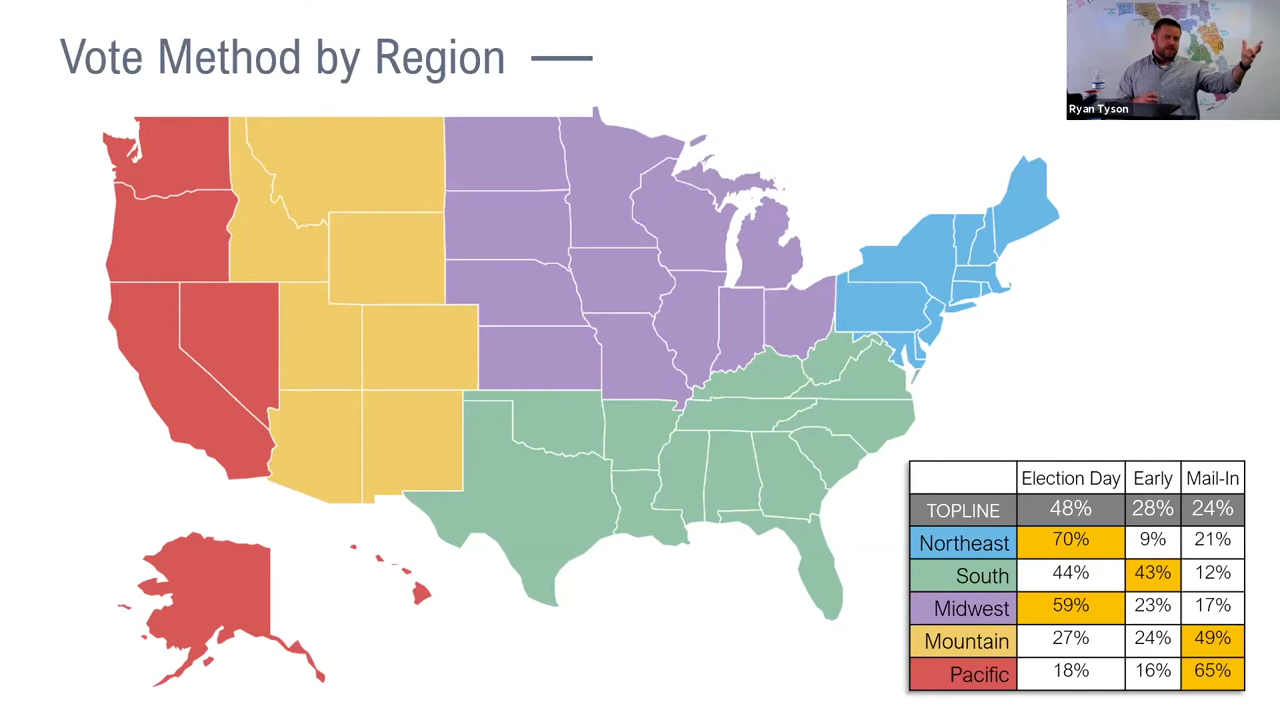 Vote Method by Region
Ryan Tyson
Election Day Early Mail-In
TOPLINE 48% 28% 24%
Northeast 70% 9% 21%
South 44% 43% 12%
Midwest 59% 23% 17%
Mountain 27% 24% 49%
Pacific 18% 16% 65%